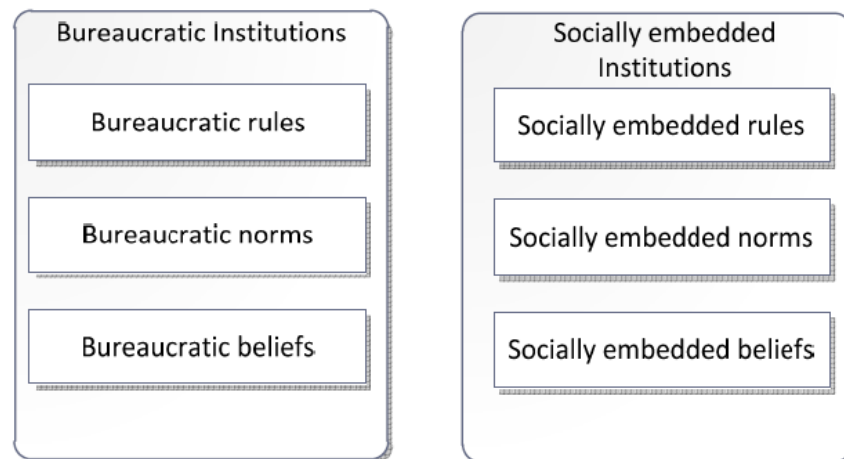 Bureaucratic Institutions
Bureaucratic rules
Bureaucratic norms
Bureaucratic beliefs
Socially embedded
Institutions
Socially embedded rules
Socially embedded norms
Socially embedded beliefs